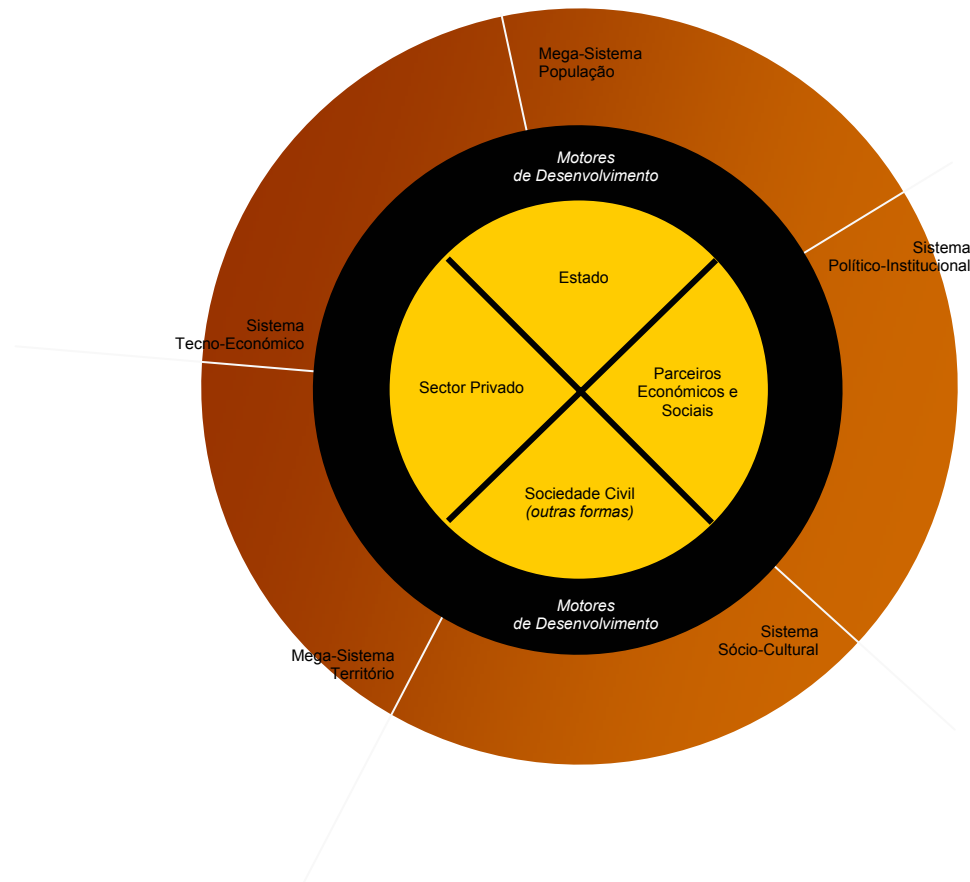 Mega-Sistema
População
Motores
de Desenvolvimento
Sistema
Político-Institucional
Estado
Sistema
Tecno-Económico
Sector Privado
Parceiros
Económicos e
Sociais
Sociedade Civil
(outras formas)
Motores
de Desenvolvimento
Sistema
Sócio-Cultural
Mega-Sistema
Território